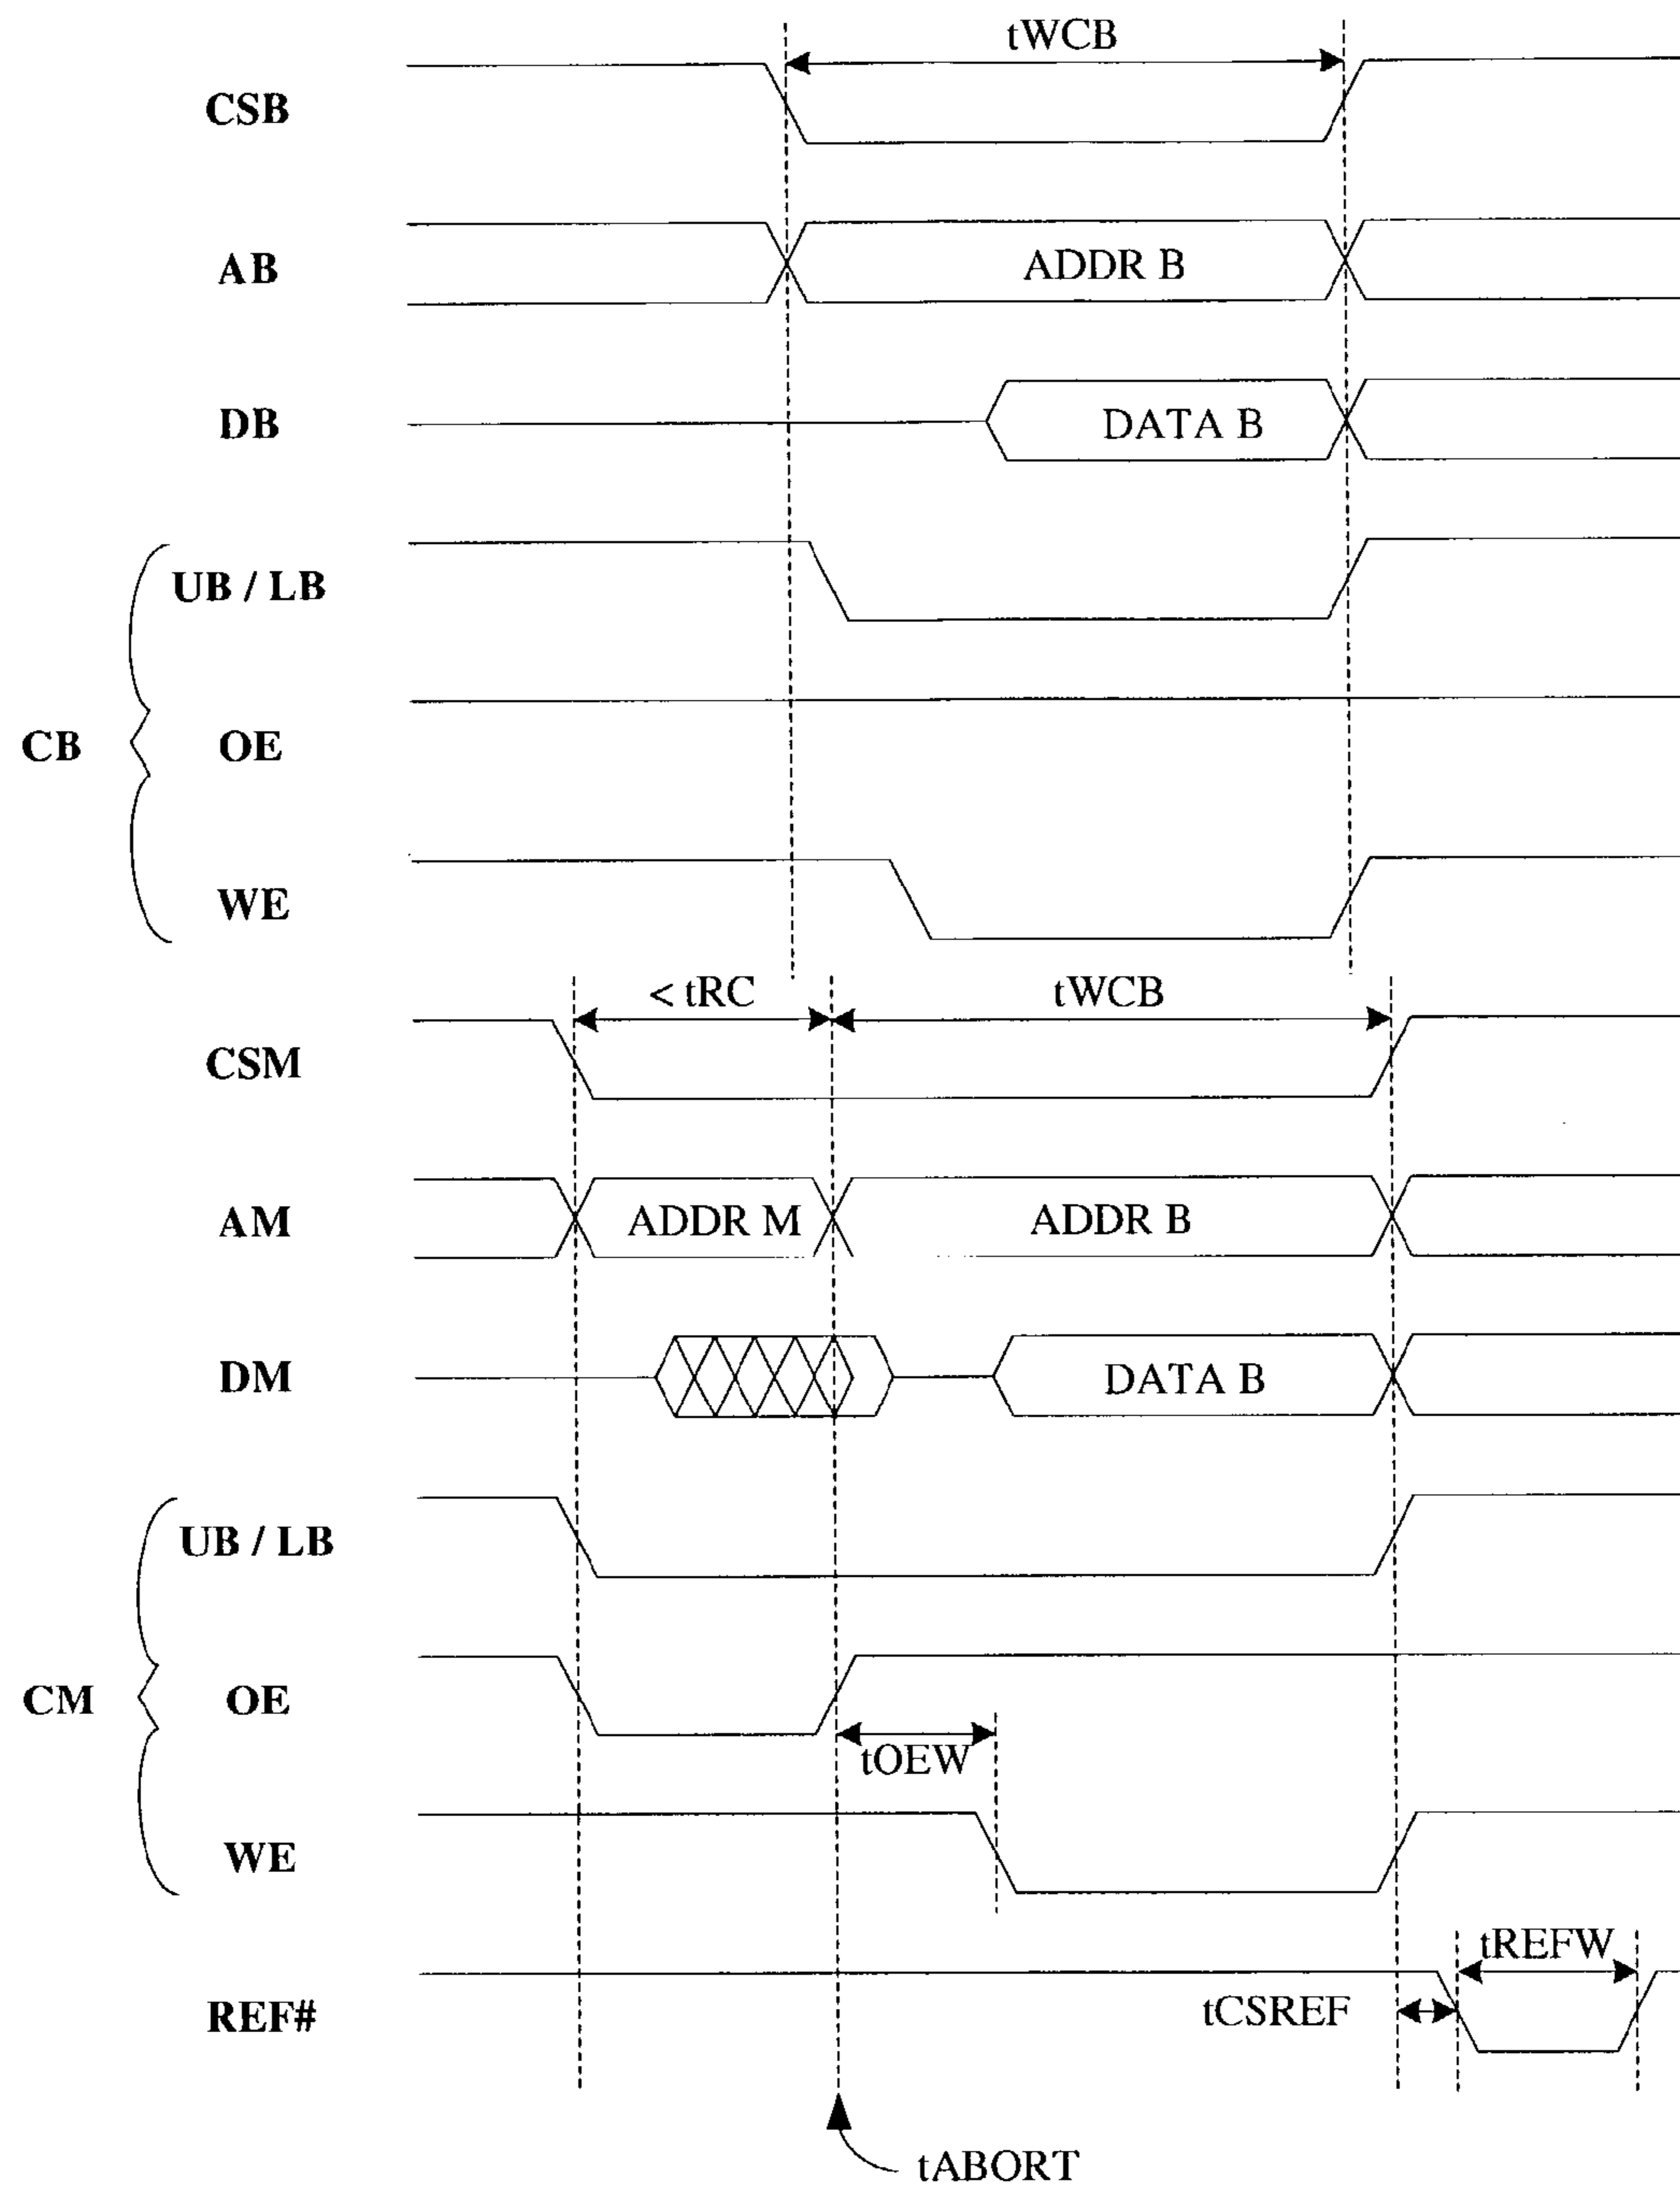 tWCB
CSB
AB
ADDR B
DB
DATA B
UB / LB
CB
OE
WE
< tRC
tWCB
CSM
AM
ADDR M
ADDR B
DM
DATA B
UB / LB
CM
OE
tOEW
WE
tREFW
REF#
tCSREF
tABORT